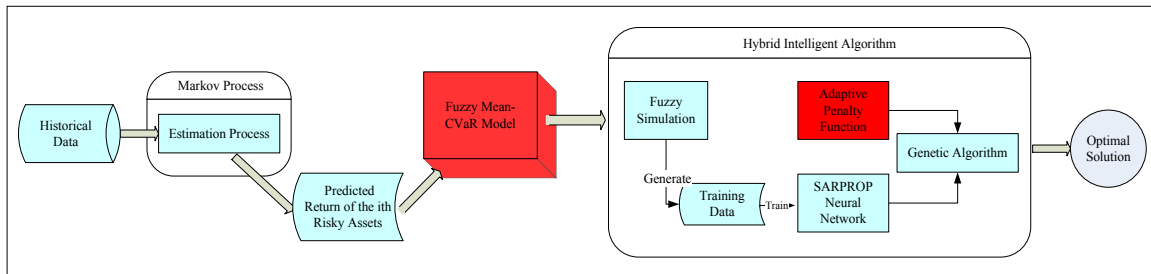 Historical
Data
Markov Process
Estimation Process
Predicted
Return of the ith
Risky Assets
Fuzzy Mean-
CVaR Model
Hybrid Intelligent Algorithm
Fuzzy
Simulation
Generate
Training
Data
Train
Adaptive
Penalty
Function
SARPROP
Neural
Network
Genetic Algorithm
Optimal
Solution